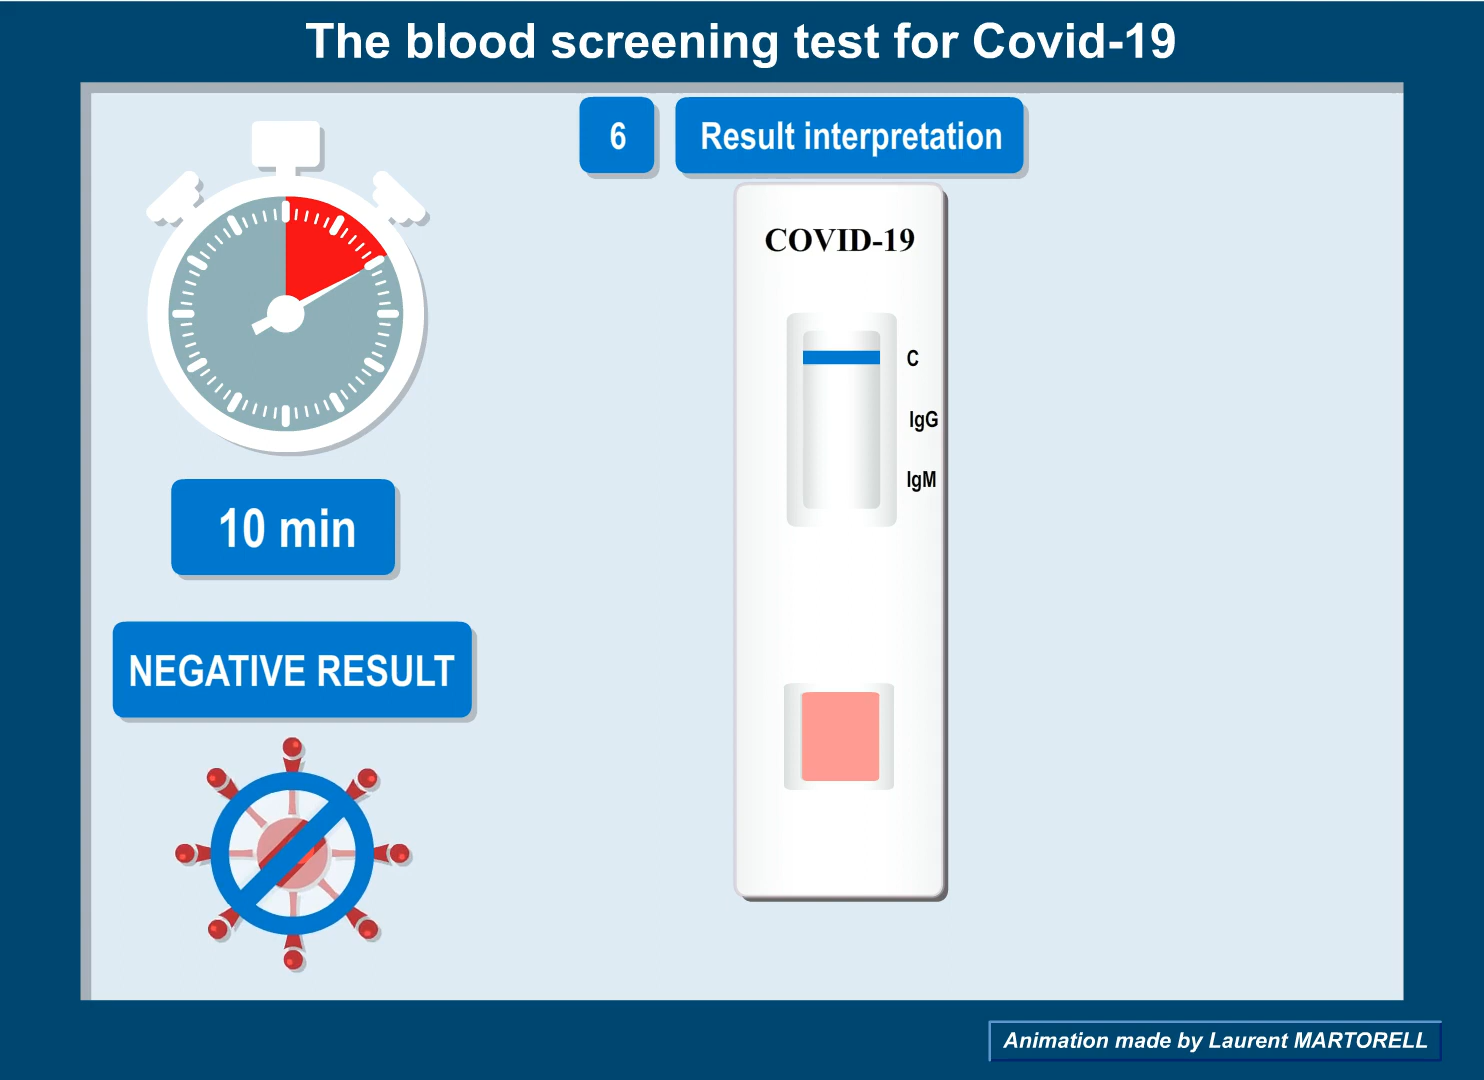 The blood screening test for Covid-19
6
Result interpretation
COVID-19
C
IgG
IgM
10 min
NEGATIVE RESULT
Animation made by Laurent MARTORELL